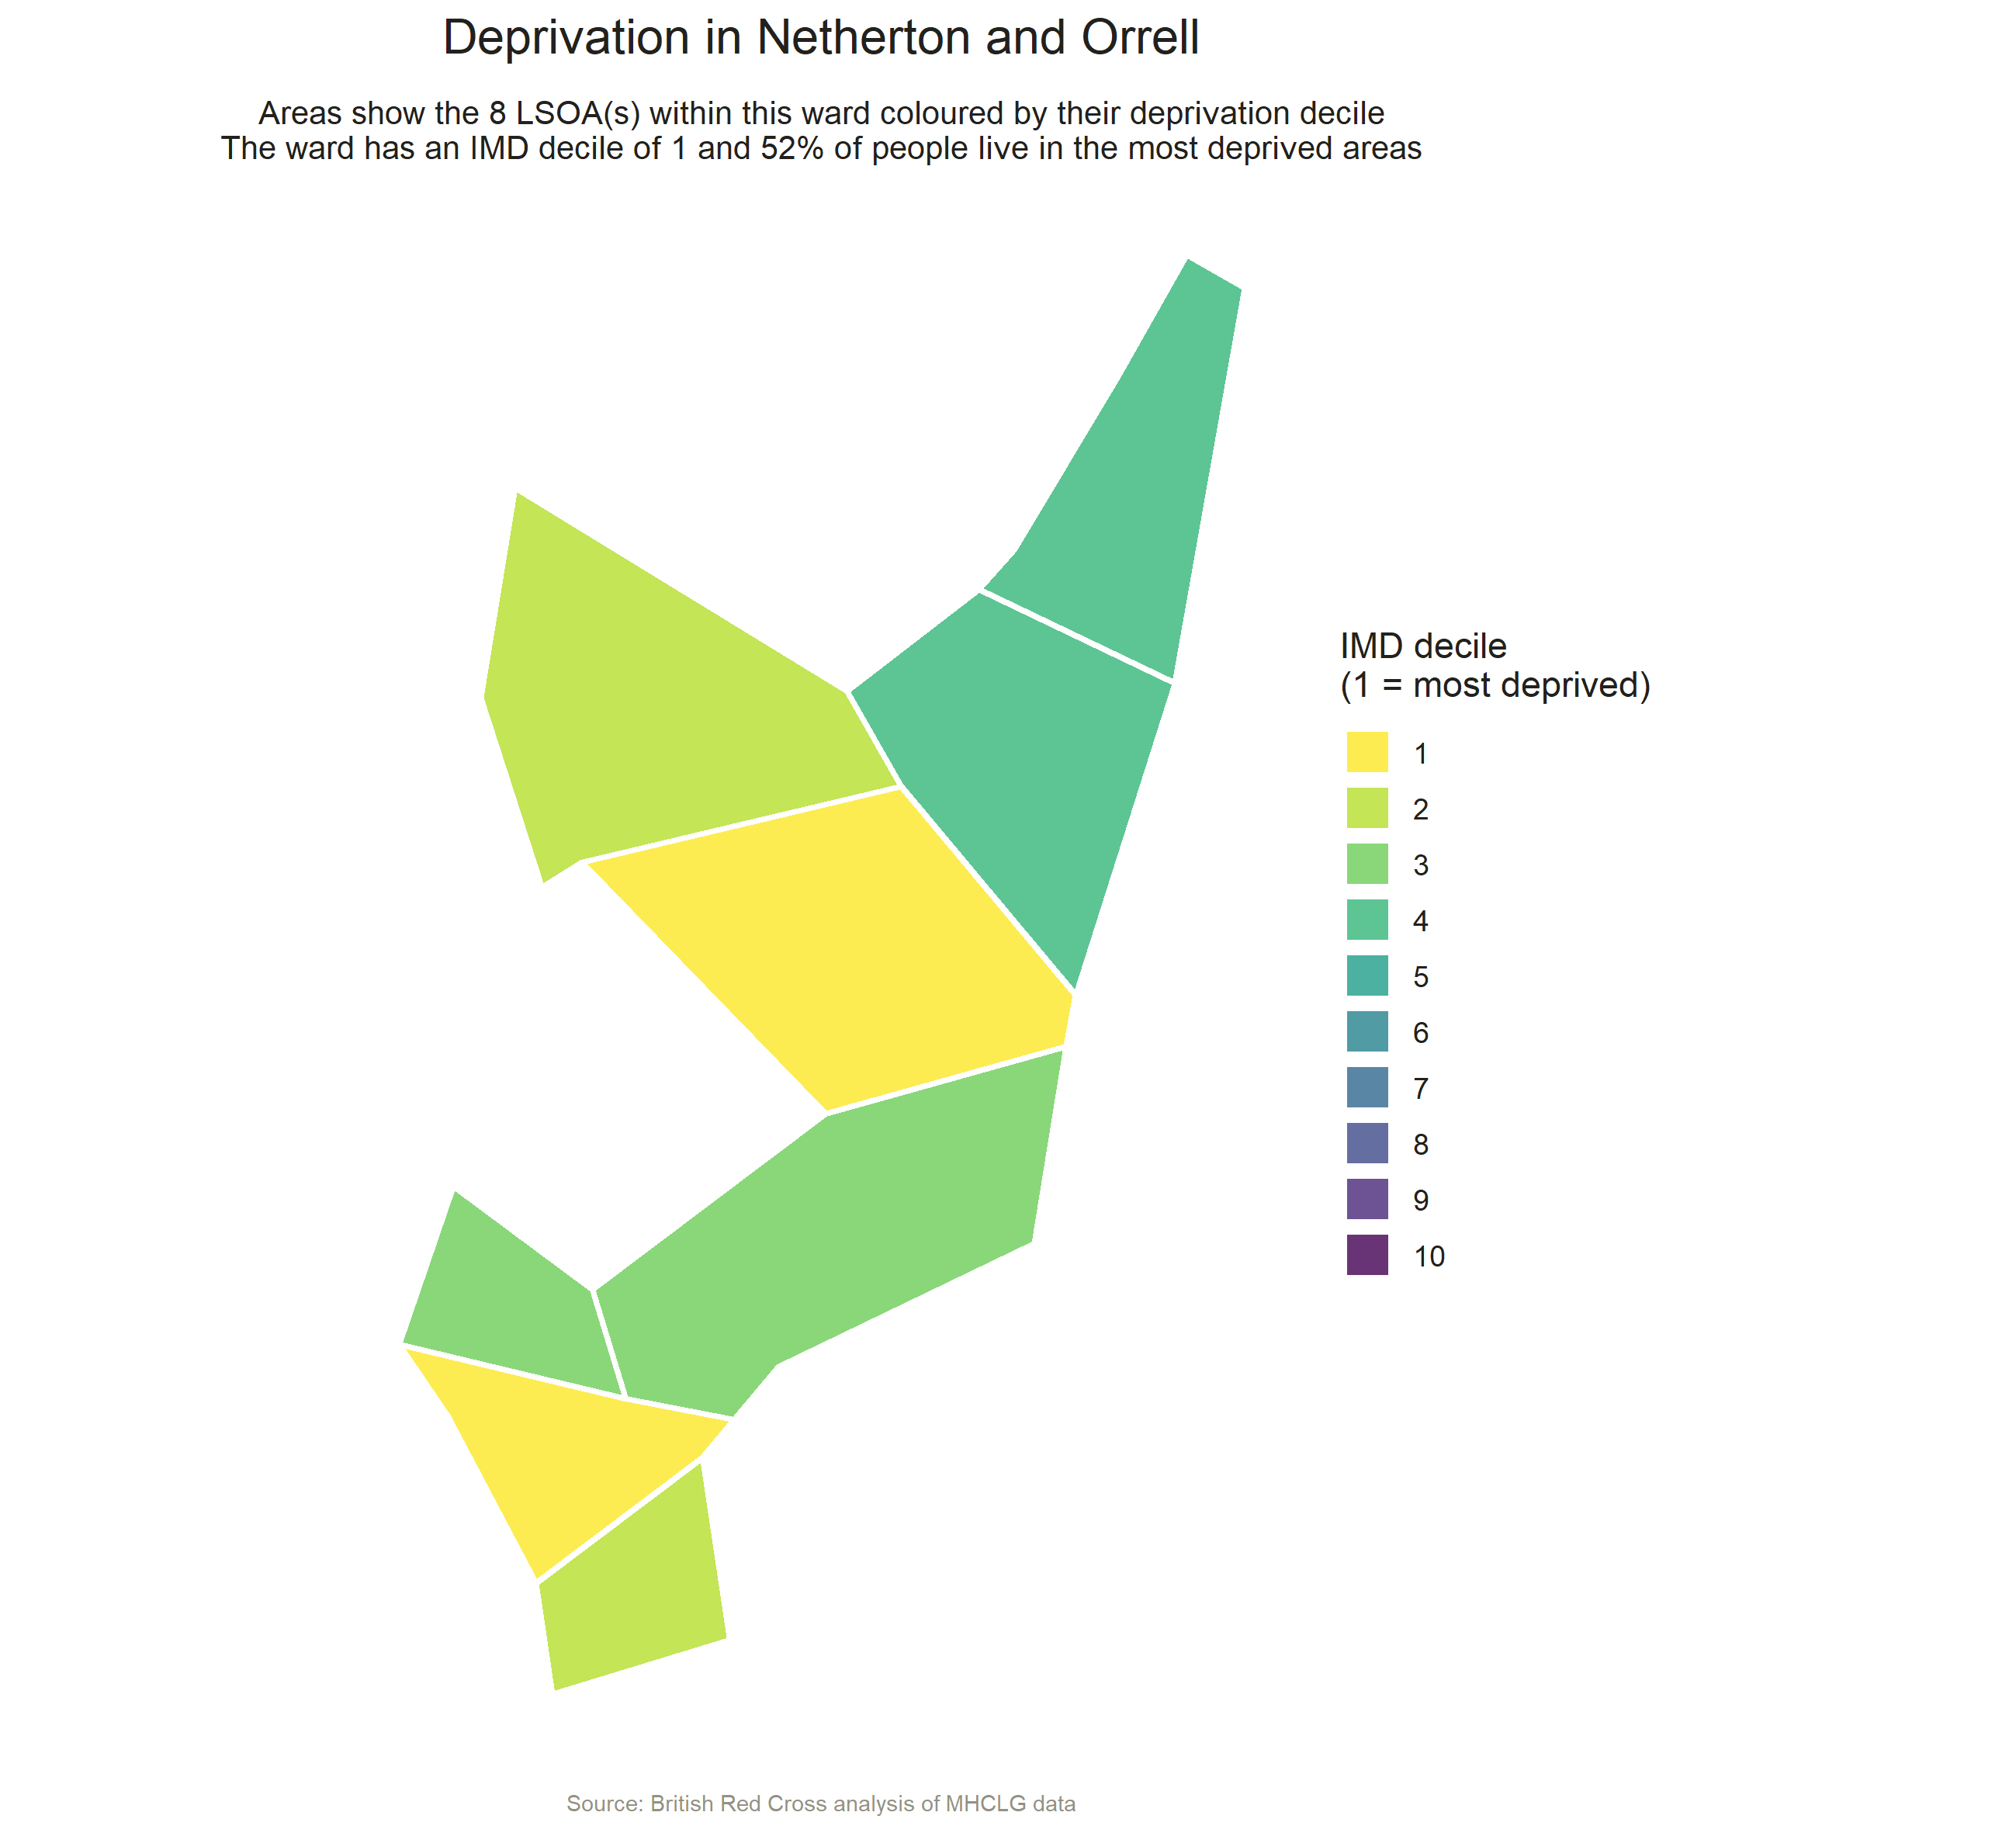 Deprivation in Netherton and Orrell
Areas show the 8 LSOA(s) within this ward coloured by their deprivation decile
The ward has an IMD decile of 1 and 52% of people live in the most deprived areas
IMD decile
(1 = most deprived)
1
2
3
4
5
6
7
8
9
10
Source: British Red Cross analysis of MHCLG data